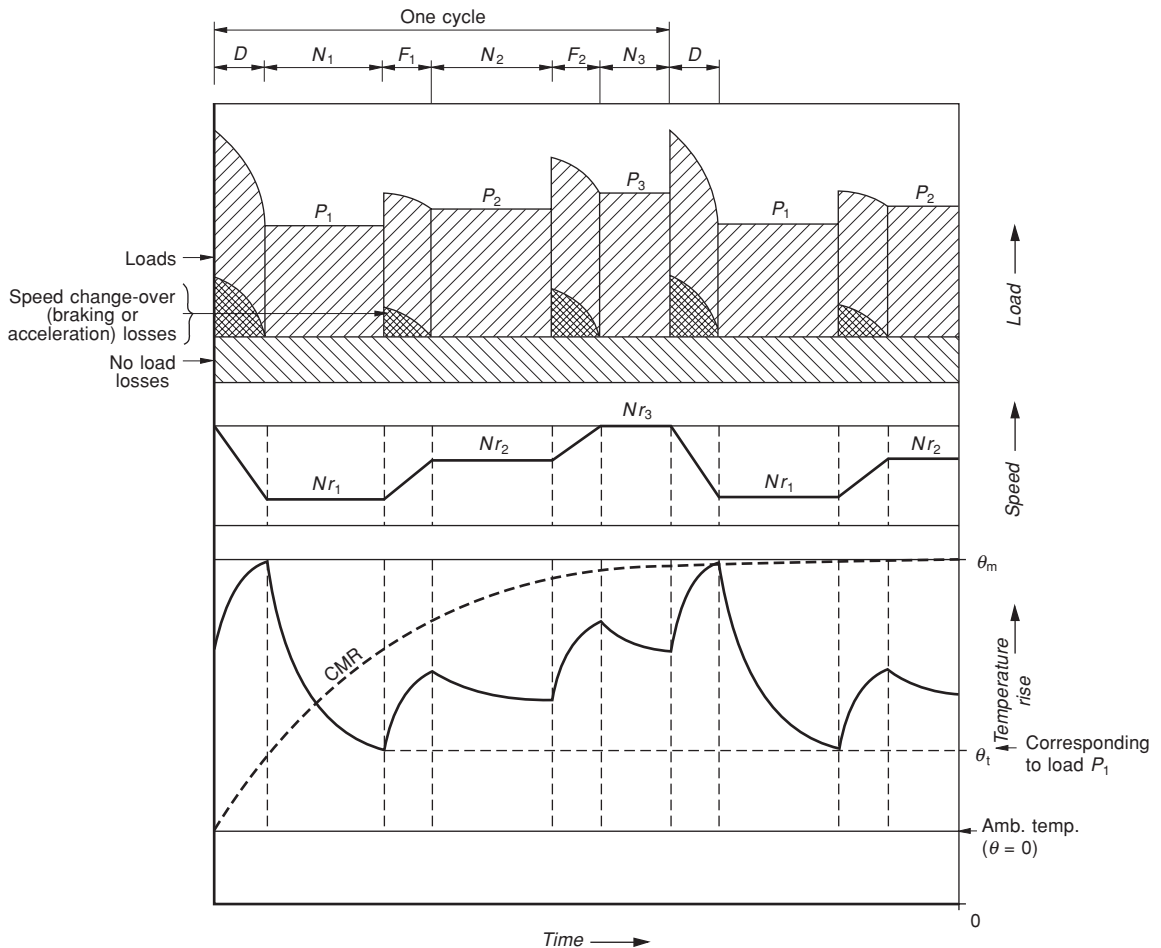 One cycle
D N₁ F₁ N₂ F₂ N₃ D
P₁ P₂ P₃ P₁ P₂
Loads
Speed change-over
(braking or
acceleration) losses
No load
losses
Load
Nr₁ Nr₂ Nr₃ Nr₁ Nr₂
Speed
CMR
θm
Temperature
rise
θt
Corresponding
to load P₁
Amb. temp.
(θ = 0)
0
Time